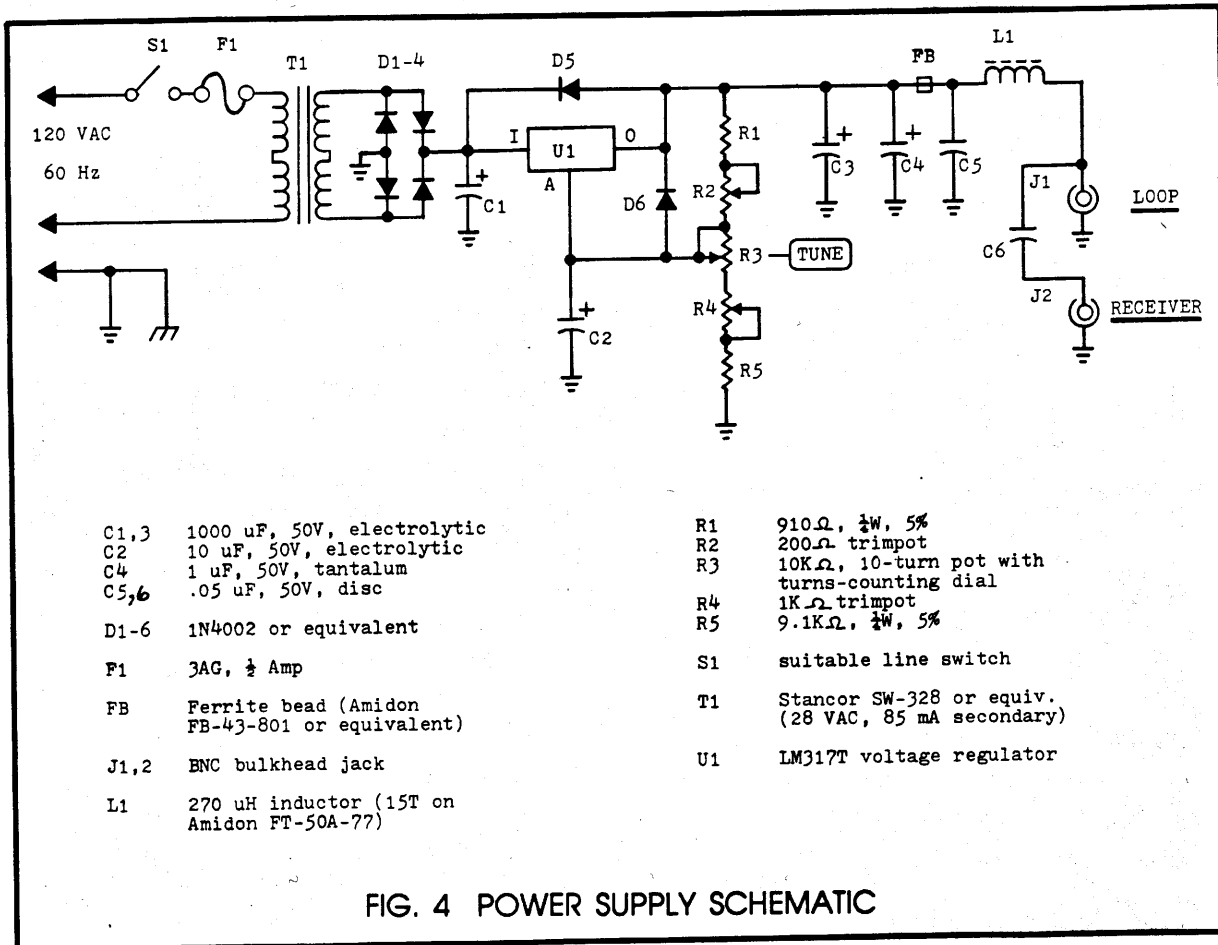 S1
F1
T1
D1-4
D5
FB
L1
120 VAC
60 Hz
I
U1
O
A
+
C1
D6
R1
R2
R3
TUNE
R4
R5
+
C2
+
C3
+
C4
C5
J1
LOOP
C6
J2
RECEIVER
C1,3 1000 uF, 50V, electrolytic
C2 10 uF, 50V, electrolytic
C4 1 uF, 50V, tantalum
C5,6 .05 uF, 50V, disc
D1-6 1N4002 or equivalent
F1 3AG, ½ Amp
FB Ferrite bead (Amidon
FB-43-801 or equivalent)
J1,2 BNC bulkhead jack
L1 270 uH inductor (15T on
Amidon FT-50A-77)
R1 910Ω, ½W, 5%
R2 200Ω trimpot
R3 10KΩ, 10-turn pot with
turns-counting dial
R4 1KΩ trimpot
R5 9.1KΩ, ½W, 5%
S1 suitable line switch
T1 Stancor SW-328 or equiv.
(28 VAC, 85 mA secondary)
U1 LM317T voltage regulator
FIG. 4 POWER SUPPLY SCHEMATIC